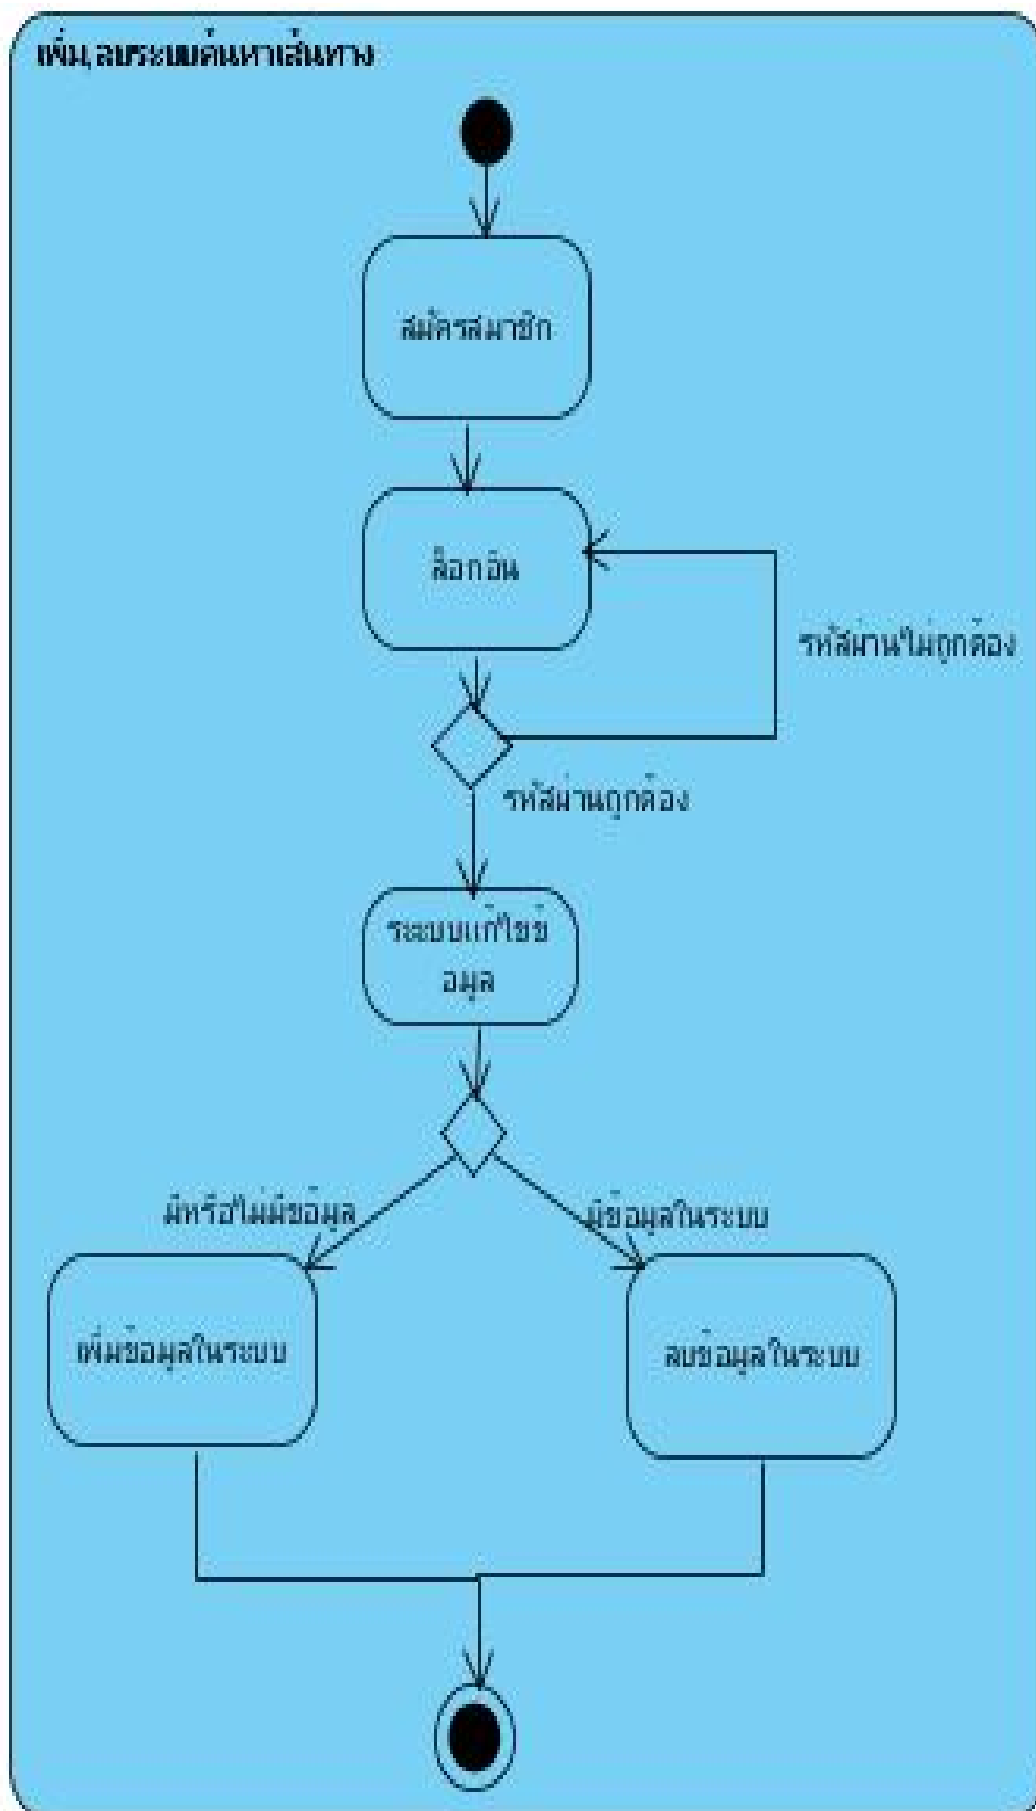 เพิ่ม,ลบระบบค้นหาเส้นทาง
สมัครสมาชิก
ล็อกอิน
รหัสผ่านไม่ถูกต้อง
รหัสผ่านถูกต้อง
ระบบแก้ไขข้
อมูล
มีหรือไม่มีข้อมูล
มีข้อมูลในระบบ
เพิ่มข้อมูลในระบบ
ลบข้อมูลในระบบ